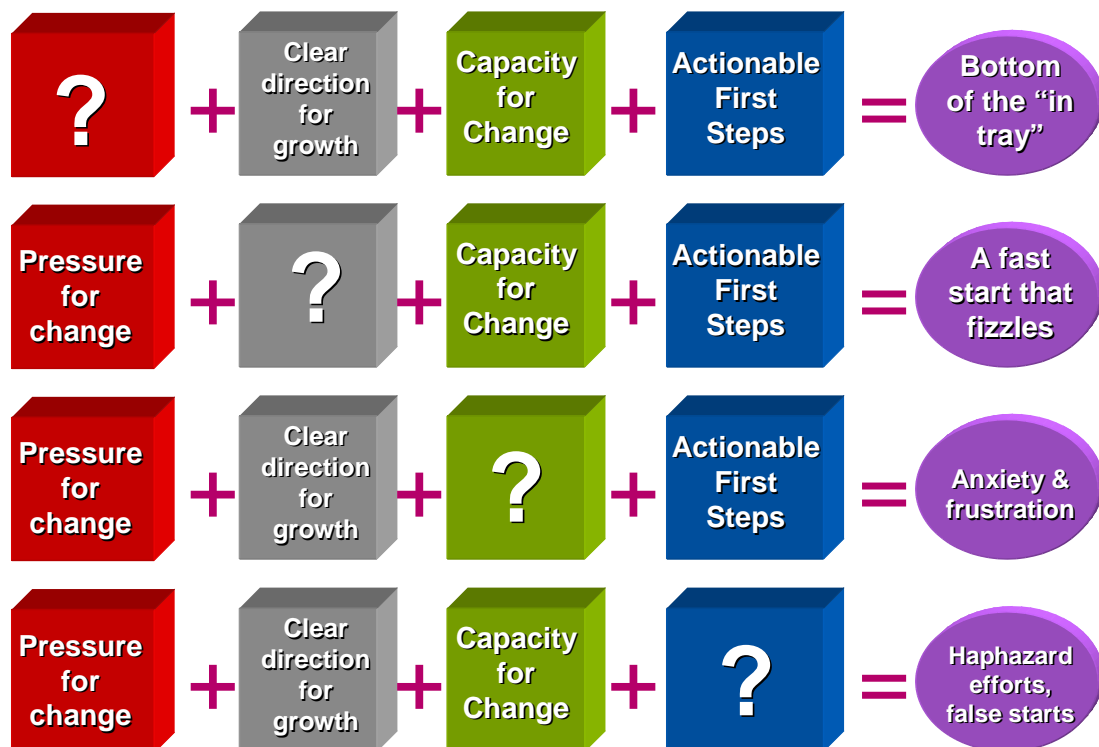 ?
+
Clear
direction
for
growth
+
Capacity
for
Change
+
Actionable
First
Steps
=
Bottom
of the “in
tray”
Pressure
for
change
+
?
+
Capacity
for
Change
+
Actionable
First
Steps
=
A fast
start that
fizzles
Pressure
for
change
+
Clear
direction
for
growth
+
?
+
Actionable
First
Steps
=
Anxiety &
frustration
Pressure
for
change
+
Clear
direction
for
growth
+
Capacity
for
Change
+
?
=
Haphazard
efforts,
false starts